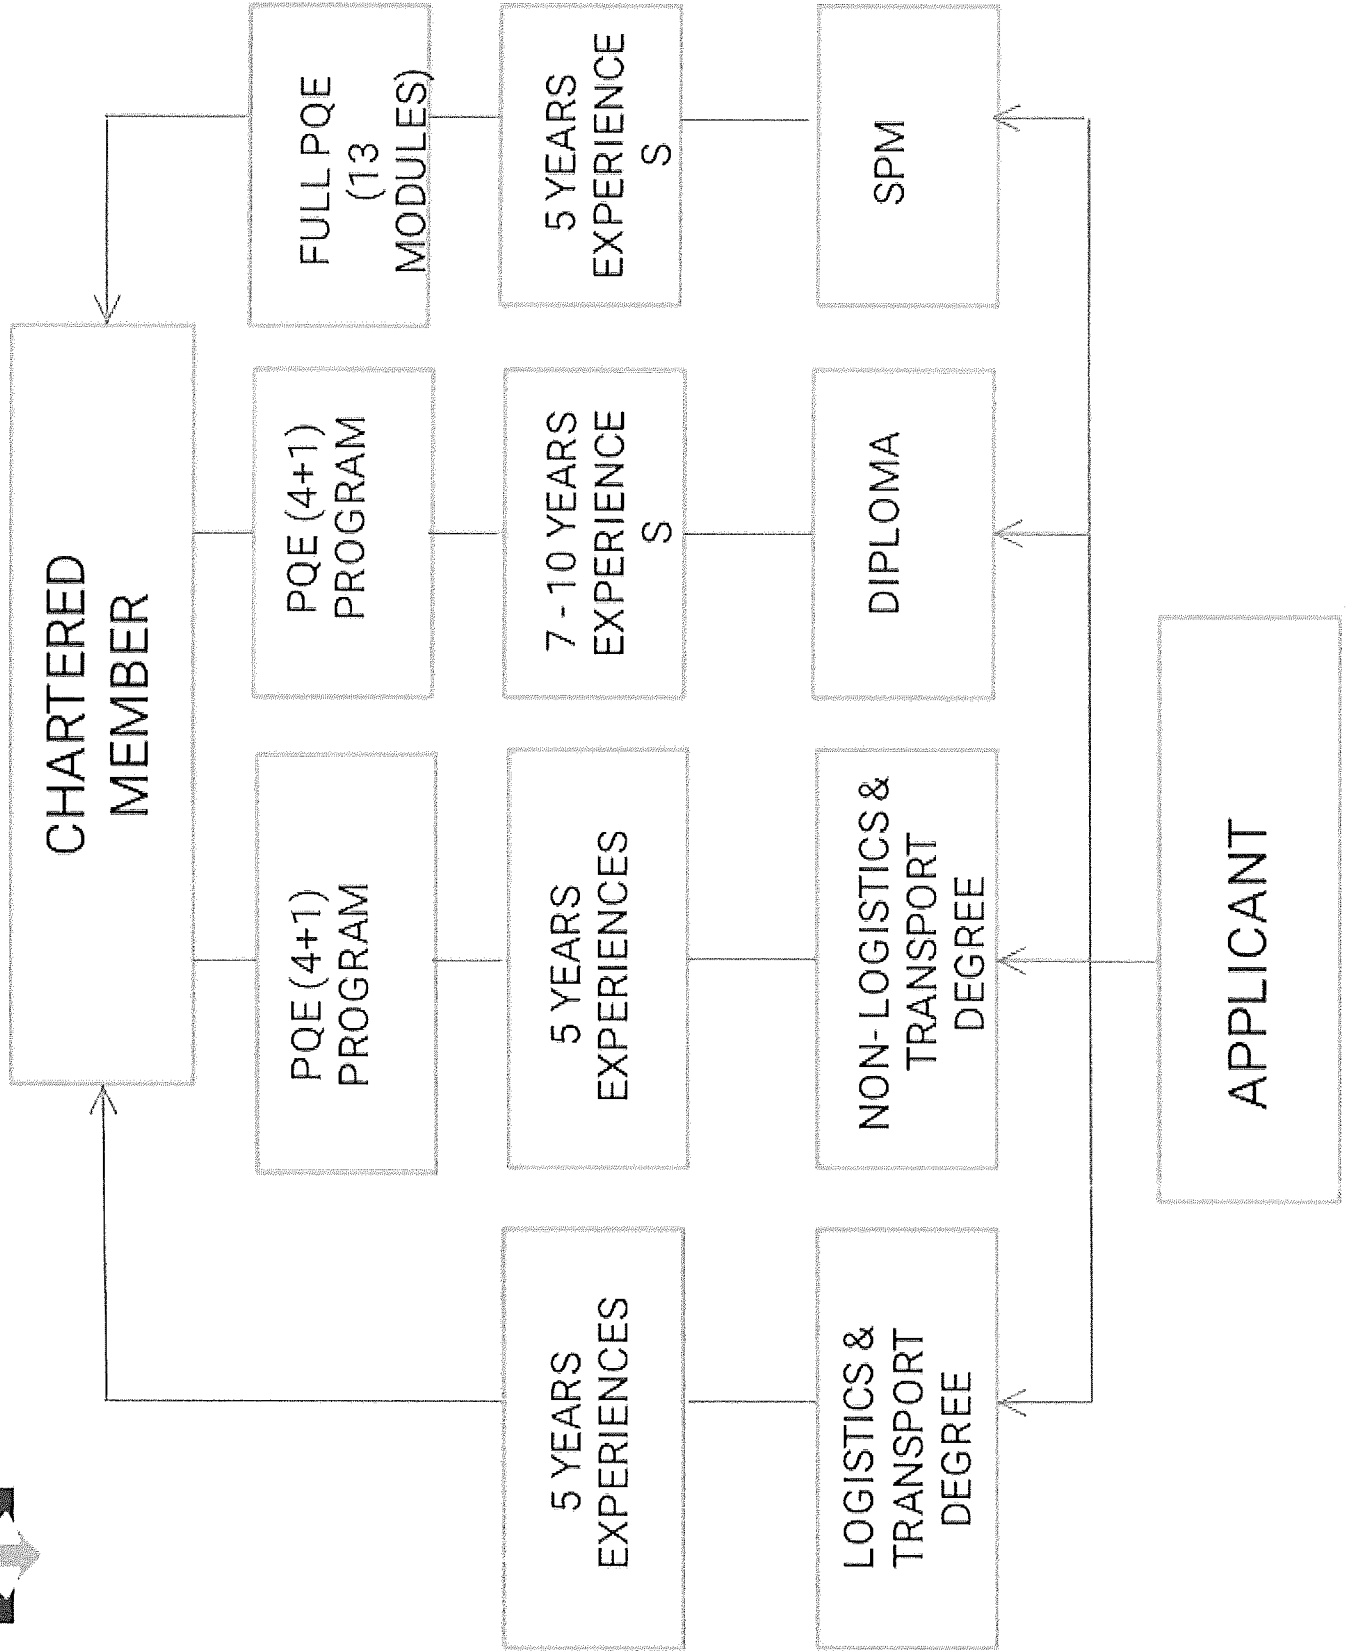 CHARTERED
MEMBER
PQE (4+1)
PROGRAM
PQE (4+1)
PROGRAM
FULL PQE
(13
MODULES)
5 YEARS
EXPERIENCES
5 YEARS
EXPERIENCES
7 - 10 YEARS
EXPERIENCE
S
5 YEARS
EXPERIENCE
S
LOGISTICS &
TRANSPORT
DEGREE
NON- LOGISTICS &
TRANSPORT
DEGREE
DIPLOMA
SPM
APPLICANT